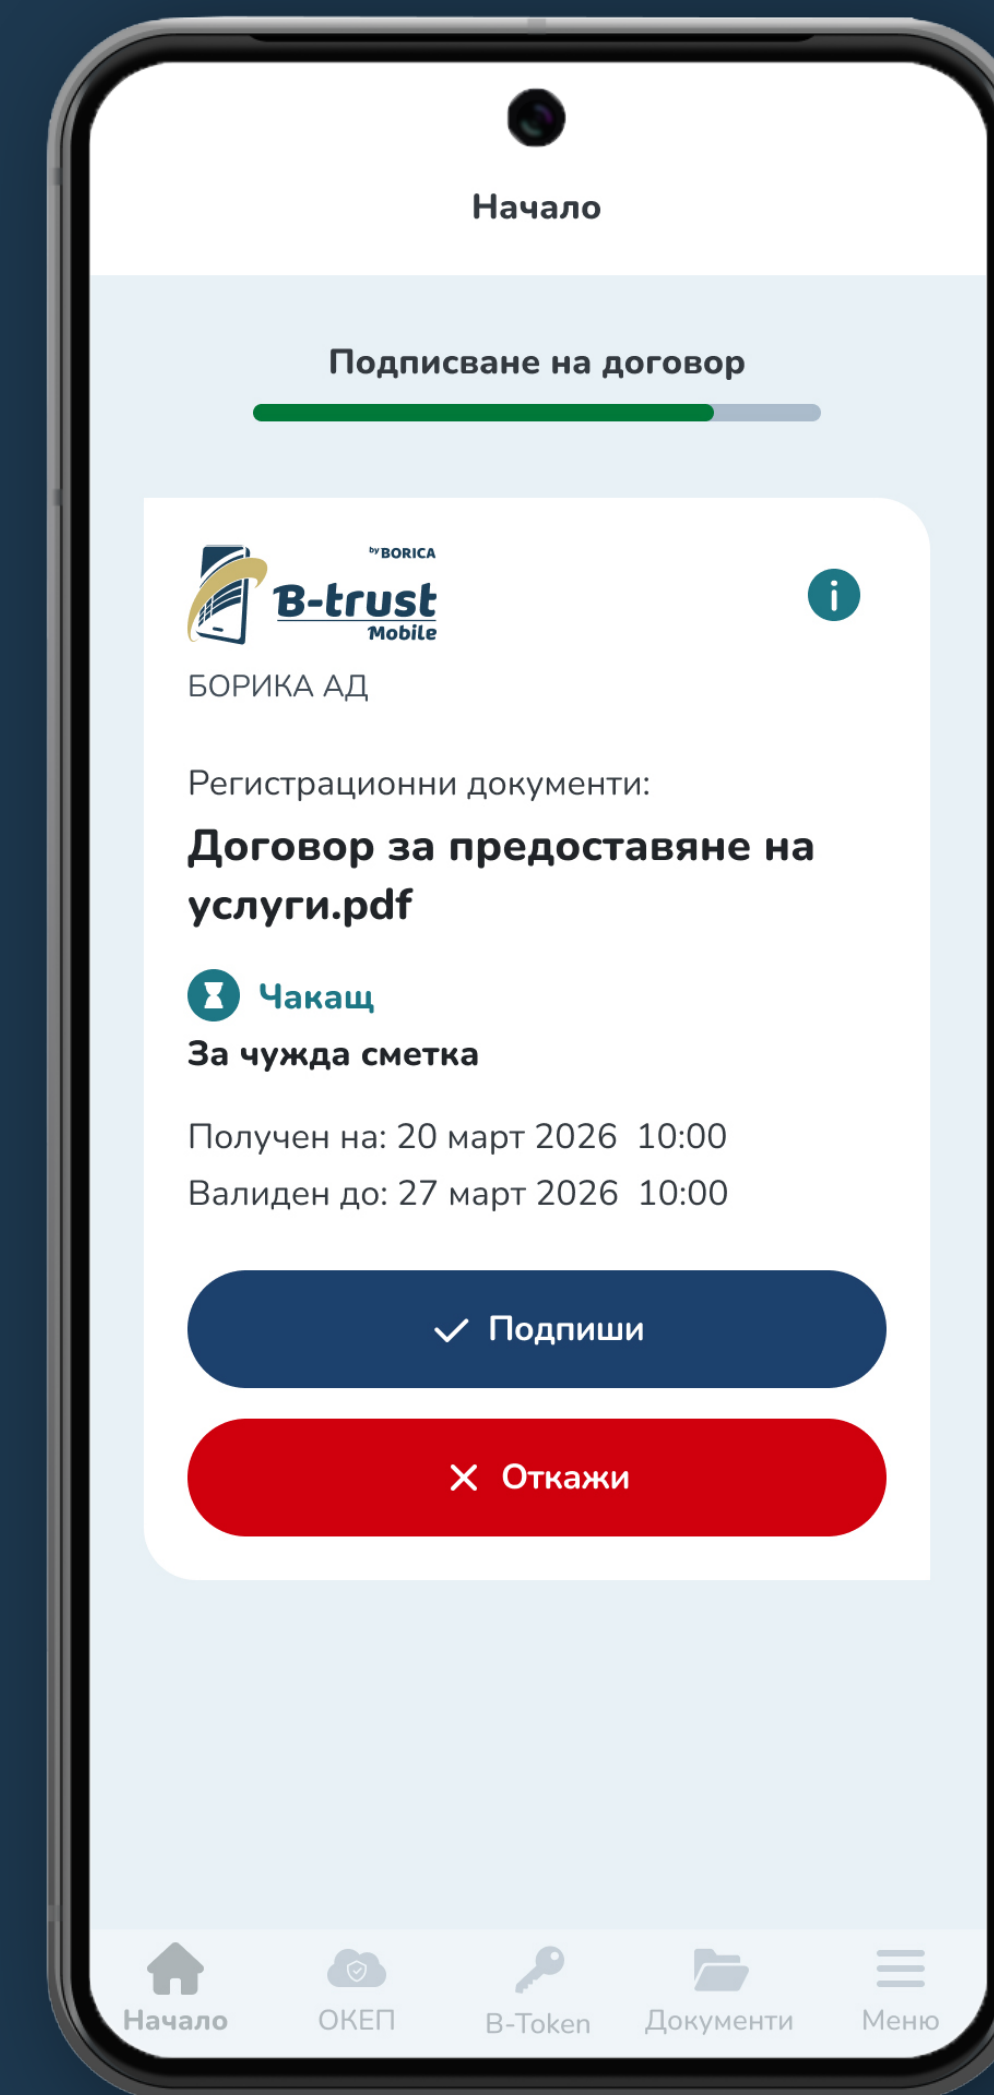 Начало
Подписване на договор
by BORICA
B-trust
Mobile
БОРИКА АД
Регистрационни документи:
Договор за предоставяне на
услуги.pdf
Чакащ
За чужда сметка
Получен на: 20 март 2026 10:00
Валиден до: 27 март 2026 10:00
Подпиши
Откажи
Начало
ОКЕП
B-Token
Документи
Меню